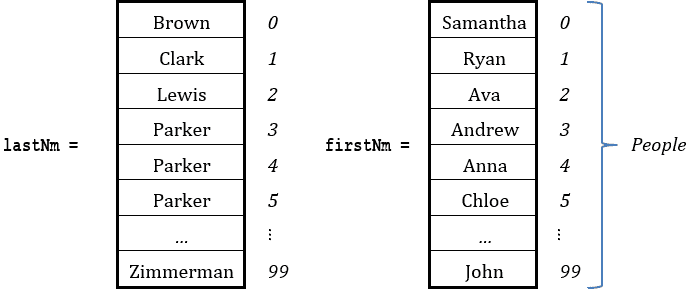 Brown 0 Samantha 0
Clark 1 Ryan 1
Lewis 2 Ava 2
lastNm = Parker 3 firstNm = Andrew 3 People
Parker 4 Anna 4
Parker 5 Chloe 5
... ⋮ ... ⋮
Zimmerman 99 John 99